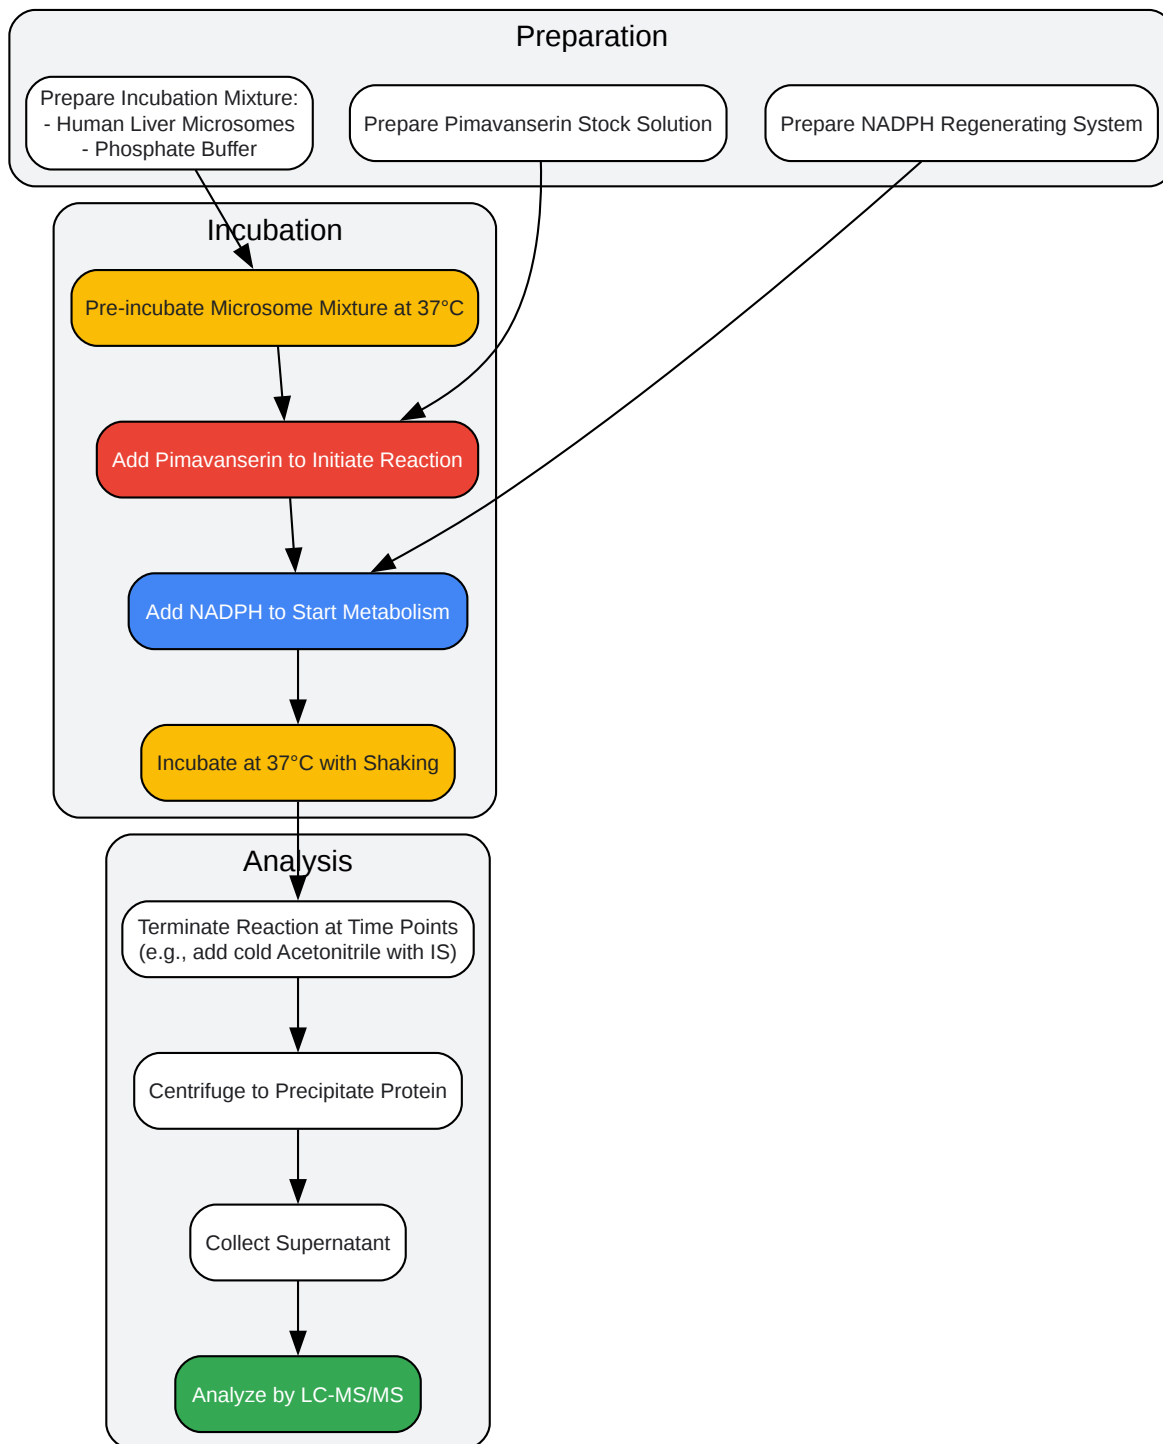 Preparation
Prepare Incubation Mixture:
- Human Liver Microsomes
- Phosphate Buffer
Prepare Pimavanserin Stock Solution
Prepare NADPH Regenerating System
Incubation
Pre-incubate Microsome Mixture at 37°C
Add Pimavanserin to Initiate Reaction
Add NADPH to Start Metabolism
Incubate at 37°C with Shaking
Analysis
Terminate Reaction at Time Points
(e.g., add cold Acetonitrile with IS)
Centrifuge to Precipitate Protein
Collect Supernatant
Analyze by LC-MS/MS